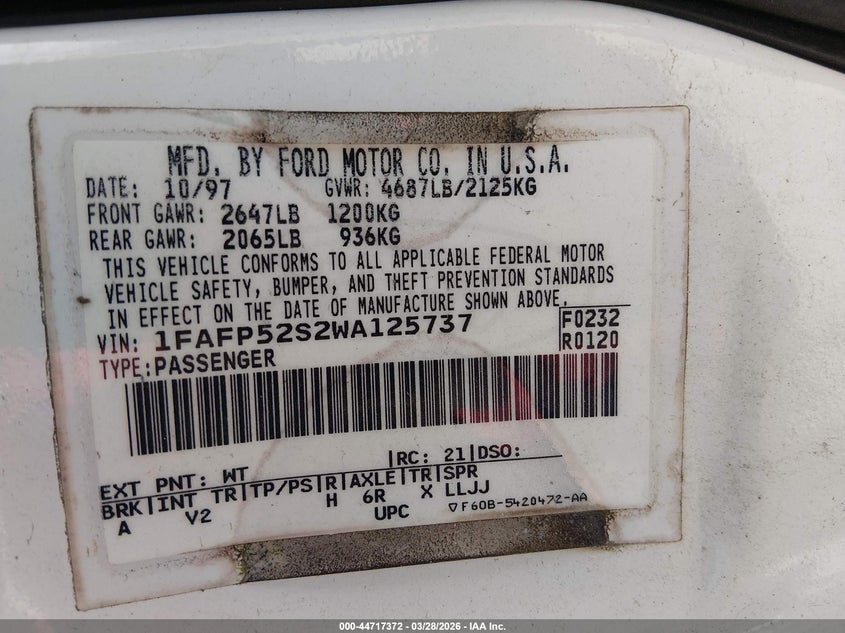 MFD. BY FORD MOTOR CO. IN U.S.A.
DATE: 10/97 GVWR: 4687LB/2125KG
FRONT GAWR: 2647LB 1200KG
REAR GAWR: 2065LB 936KG
THIS VEHICLE CONFORMS TO ALL APPLICABLE FEDERAL MOTOR
VEHICLE SAFETY, BUMPER, AND THEFT PREVENTION STANDARDS
IN EFFECT ON THE DATE OF MANUFACTURE SHOWN ABOVE.
VIN: 1FAFP52S2WA125737 F0232
TYPE: PASSENGER R0120
EXT PNT: WT |RC: 21|DSO:
BRK|INT TR|TP/PS|R|AXLE|TR|SPR
A V2 H 6R X LLJJ
UPC ▽F60B-5420472-AA
000-44717372 | 03/28/2026 - IAA Inc.